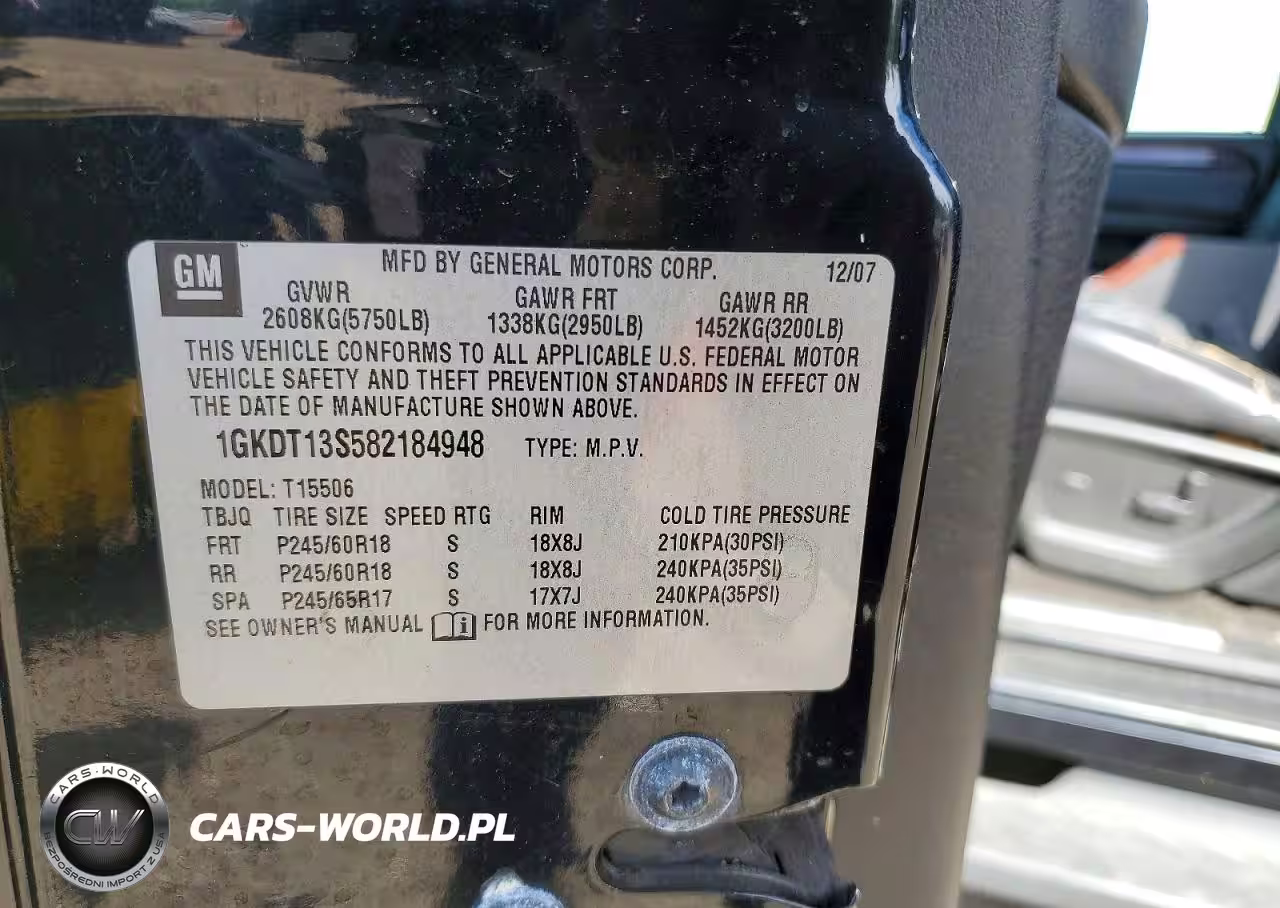 GM
MFD BY GENERAL MOTORS CORP. 12/07
GVWR GAWR FRT GAWR RR
2608KG(5750LB) 1338KG(2950LB) 1452KG(3200LB)
THIS VEHICLE CONFORMS TO ALL APPLICABLE U.S. FEDERAL MOTOR
VEHICLE SAFETY AND THEFT PREVENTION STANDARDS IN EFFECT ON
THE DATE OF MANUFACTURE SHOWN ABOVE.
1GKDT13S582184948 TYPE: M.P.V.
MODEL: T15506
TBJQ TIRE SIZE SPEED RTG RIM COLD TIRE PRESSURE
FRT P245/60R18 S 18X8J 210KPA(30PSI)
RR P245/60R18 S 18X8J 240KPA(35PSI)
SPA P245/65R17 S 17X7J 240KPA(35PSI)
SEE OWNER'S MANUAL i FOR MORE INFORMATION.
CARS-WORLD
CW
BEZPOŚREDNI IMPORT Z USA
CARS-WORLD.PL